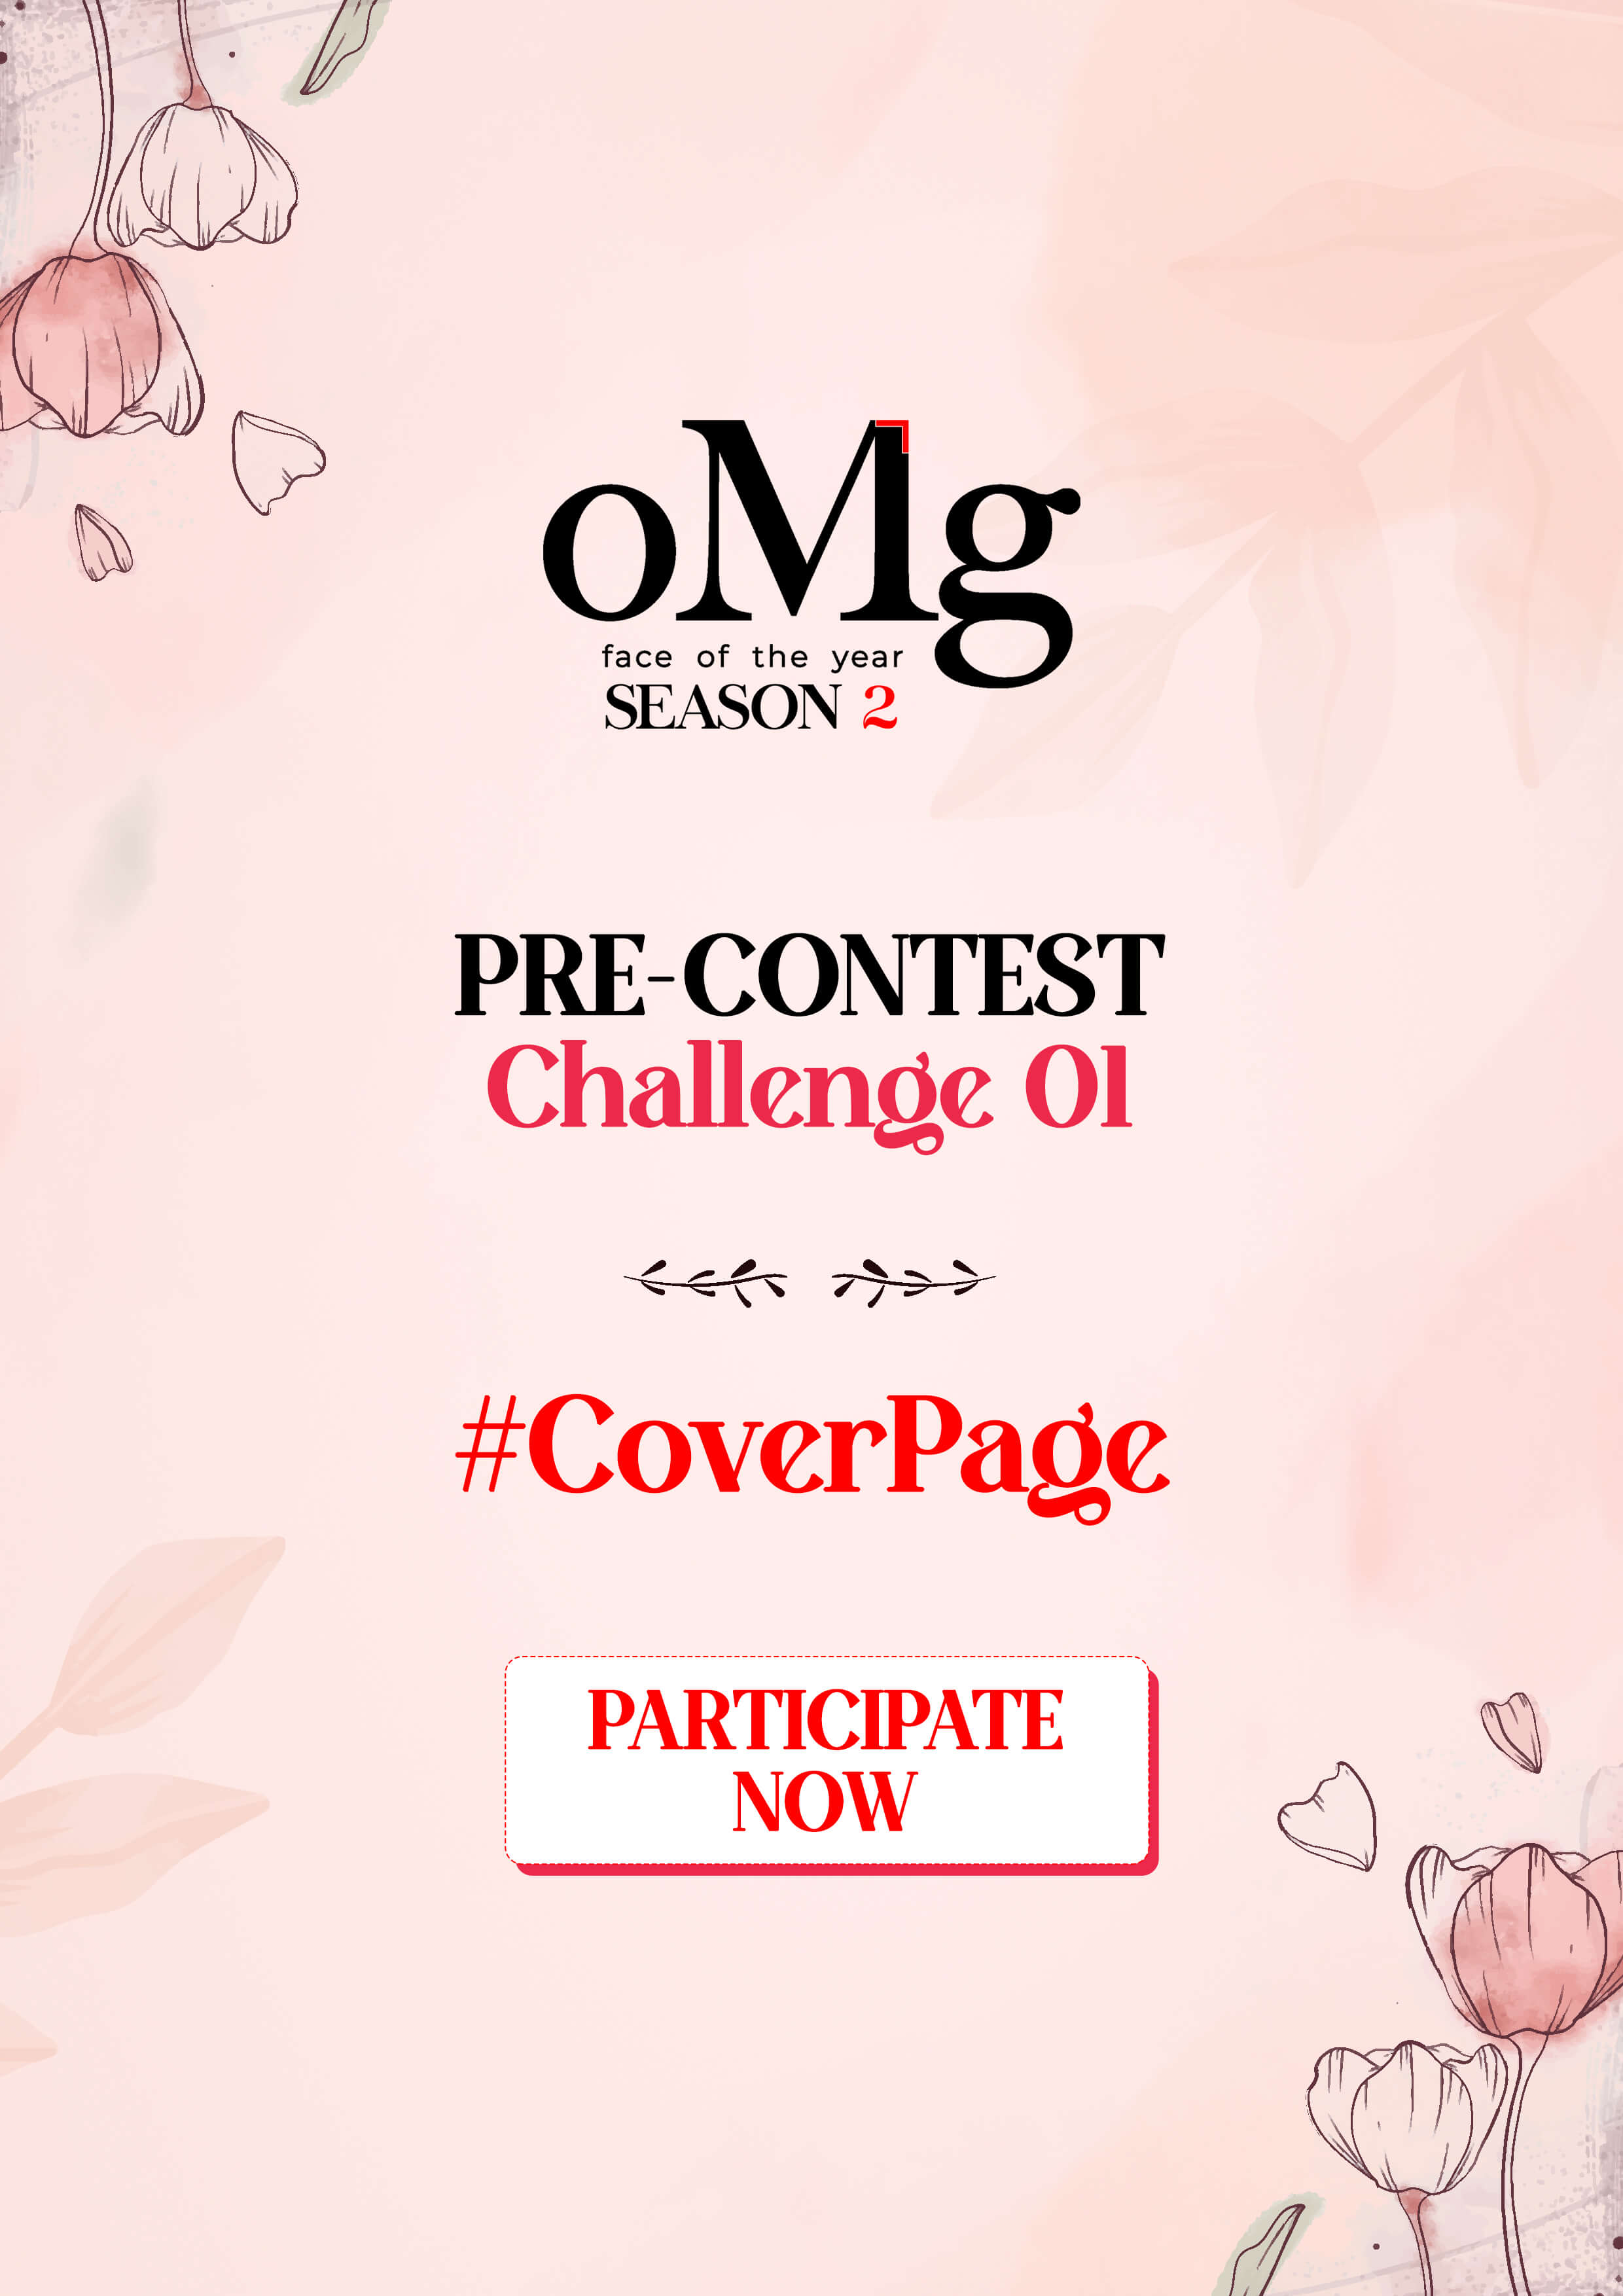 oMg
face of the year
SEASON 2
PRE-CONTEST
Challenge 01
#CoverPage
PARTICIPATE
NOW